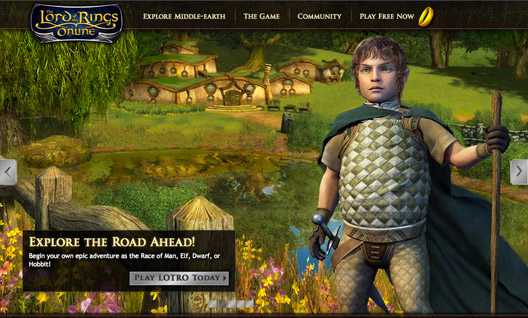 The
Lord of the Rings
Online
Explore Middle-earth
The Game
Community
Play Free Now
Explore the Road Ahead!
Begin your own epic adventure as the Race of Man, Elf, Dwarf, or
Hobbit!
Play LOTRO Today